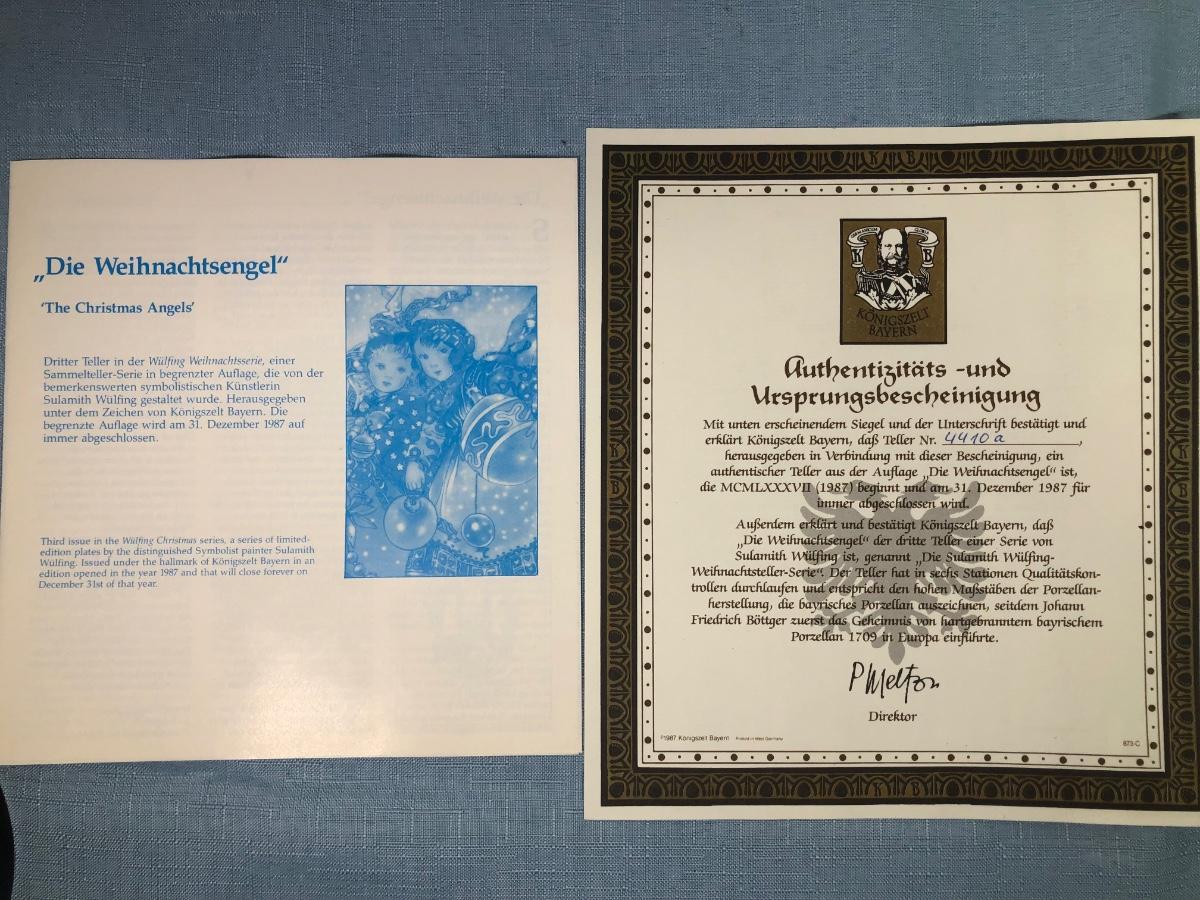 „Die Weihnachtsengel“
‘The Christmas Angels’
Dritter Teller in der Wülfing Weihnachtsserie, einer
Sammelteller-Serie in begrenzter Auflage, die von der
bemerkenswerten symbolistischen Künstlerin
Sulamith Wülfing gestaltet wurde. Herausgegeben
unter dem Zeichen von Königszelt Bayern. Die
begrenzte Auflage wird am 31. Dezember 1987 auf
immer abgeschlossen.
Third issue in the Wülfing Christmas series, a series of limited-
edition plates by the distinguished Symbolist painter Sulamith
Wülfing. Issued under the hallmark of Königszelt Bayern in an
edition opened in the year 1987 and that will close forever on
December 31st of that year.
K B
KÖNIGSZELT
BAYERN
Authentizitäts -und
Ursprungsbescheinigung
Mit unten erscheinendem Siegel und der Unterschrift bestätigt und
erklärt Königszelt Bayern, daß Teller Nr. 4410a,
herausgegeben in Verbindung mit dieser Bescheinigung, ein
authentischer Teller aus der Auflage „Die Weihnachtsengel“ ist,
die MCMLXXXVII (1987) beginnt und am 31. Dezember 1987 für
immer abgeschlossen wird.
Außerdem erklärt und bestätigt Königszelt Bayern, daß
„Die Weihnachtsengel“ der dritte Teller einer Serie von
Sulamith Wülfing ist, genannt „Die Sulamith Wülfing-
Weihnachtsteller-Serie“. Der Teller hat in sechs Stationen Qualitätskon-
trollen durchlaufen und entspricht den hohen Maßstäben der Porzellan-
herstellung, die bayrisches Porzellan auszeichnen, seitdem Johann
Friedrich Böttger zuerst das Geheimnis von hartgebranntem bayrischem
Porzellan 1709 in Europa einführte.
P Melton
Direktor
©1987 Königszelt Bayern Printed in West Germany
873-C